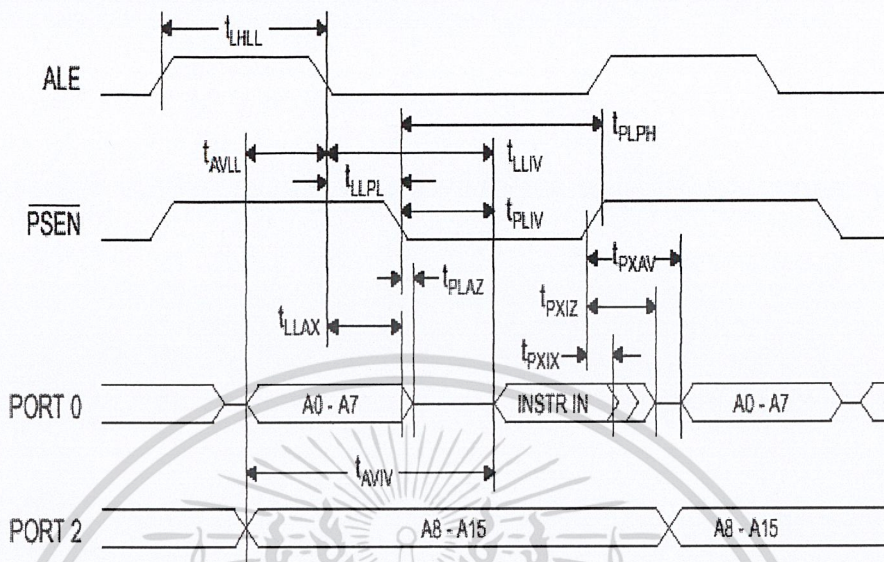 tLHLL
ALE
tPLPH
tAVLL
tLLIV
tLLPL
PSEN
tPLIV
tPXAV
tPLAZ
tPXIZ
tLLAX
tPXIX
PORT 0
A0 - A7
INSTR IN
A0 - A7
tAVIV
PORT 2
A8 - A15
A8 - A15